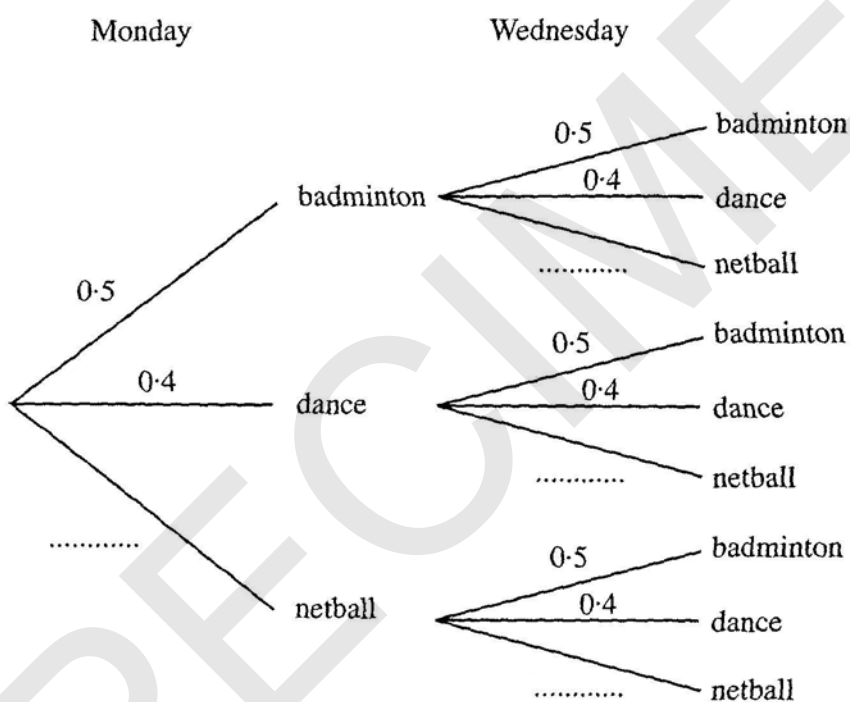 Monday Wednesday
0·5 badminton
badminton 0·4 dance
0·5 netball
............
0·5 badminton
0·4 dance 0·4 dance
netball
............
............
0·5 badminton
netball 0·4 dance
netball
............
SPECIMEN